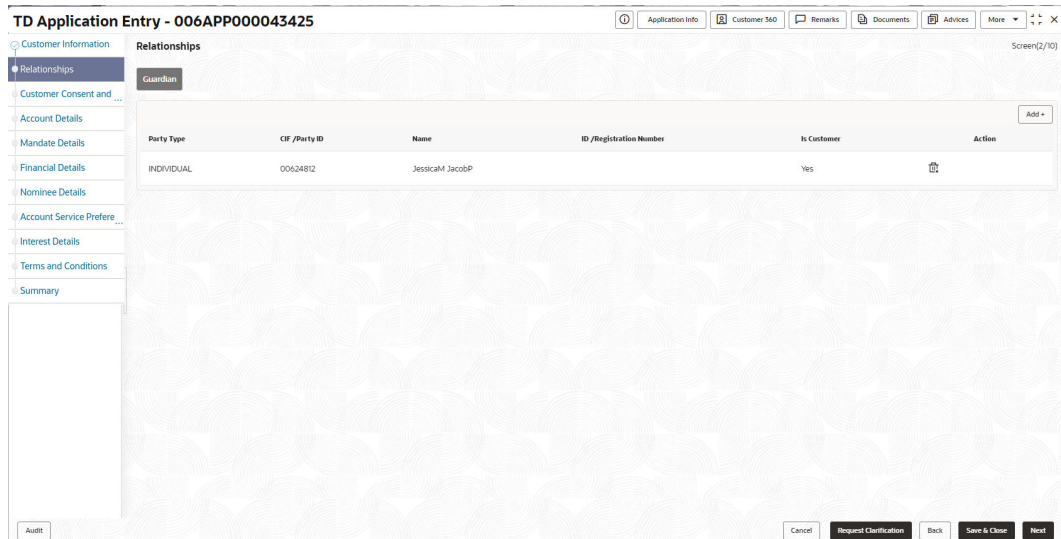 TD Application Entry - 006APP000043425
Application Info
Customer 360
Remarks
Documents
Advices
More
Customer Information
Relationships
Customer Consent and ...
Account Details
Mandate Details
Financial Details
Nominee Details
Account Service Prefere ...
Interest Details
Terms and Conditions
Summary
Relationships
Screen(2/10)
Guardian
Add +
Party Type CIF /Party ID Name ID /Registration Number Is Customer Action
INDIVIDUAL 00624812 JessicaM JacobP Yes
Audit
Cancel
Request Clarification
Back
Save & Close
Next